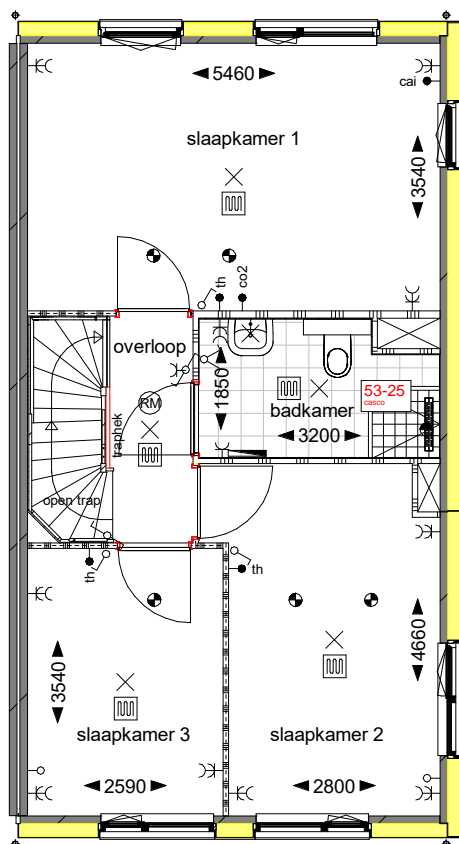 5460
cai
slaapkamer 1
3540
th
co2
overloop
1850
badkamer
53-25
casco
3200
RM
traphek
open trap
th
th
3540
4660
slaapkamer 3
slaapkamer 2
2590
2800